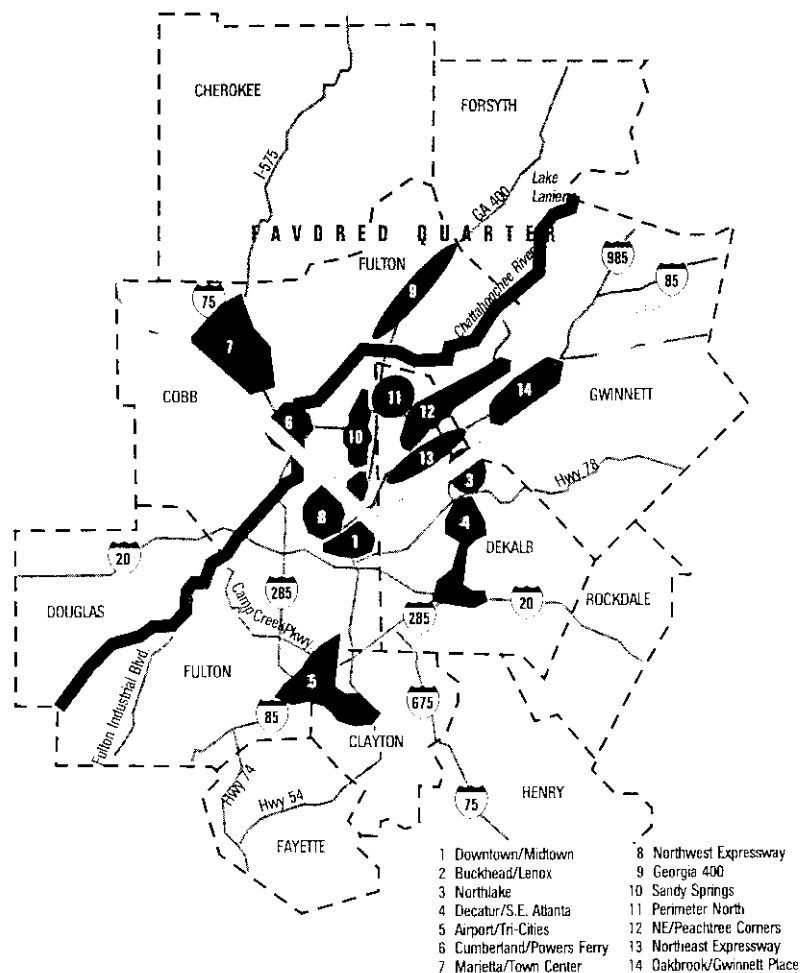 CHEROKEE
FORSYTH
I-575
GA 400
Lake
Lanier
FAVORED QUARTER
FULTON
Chattahoochee River
985
85
75
9
7
COBB
6
11
14
GWINNETT
12
10
13
3
Hwy 78
8
4
1
DEKALB
20
DOUGLAS
285
Camp Creek Pkwy
285
20
ROCKDALE
FULTON
5
Fulton Industrial Blvd
85
675
CLAYTON
Hwy 74
Hwy 54
75
HENRY
FAYETTE
1 Downtown/Midtown
2 Buckhead/Lenox
3 Northlake
4 Decatur/S.E. Atlanta
5 Airport/Tri-Cities
6 Cumberland/Powers Ferry
7 Marietta/Town Center
8 Northwest Expressway
9 Georgia 400
10 Sandy Springs
11 Perimeter North
12 NE/Peachtree Corners
13 Northeast Expressway
14 Oakbrook/Gwinnett Place